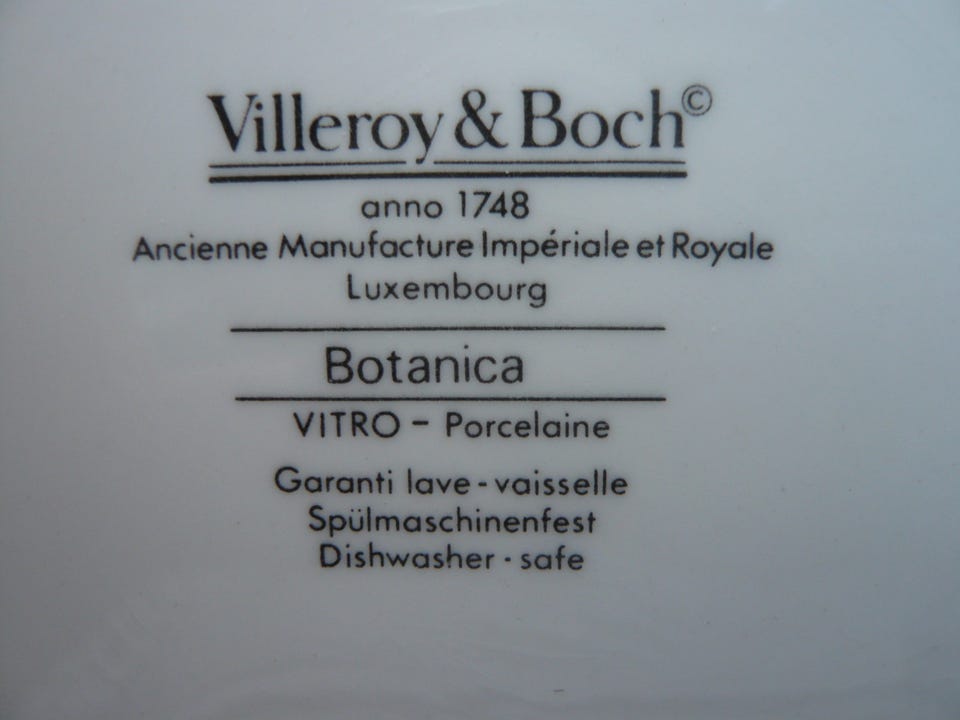 Villeroy & Boch©
anno 1748
Ancienne Manufacture Impériale et Royale
Luxembourg
Botanica
VITRO – Porcelaine
Garanti lave-vaisselle
Spülmaschinenfest
Dishwasher-safe